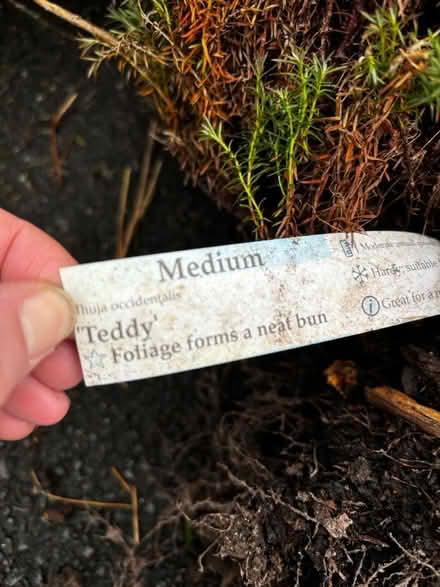 Medium
Thuja occidentalis
'Teddy'
Foliage forms a neat bun
Moderate
Hardy suitable
Great for a